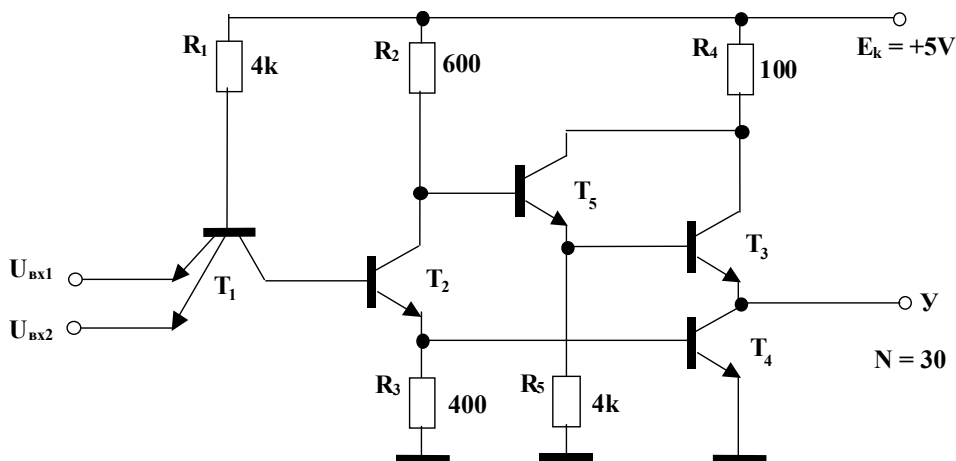 R1
4k
R2
600
R4
100
Ek = +5V
T5
T3
Uвх1
T1
T2
Uвх2
У
T4
N = 30
R3
400
R5
4k